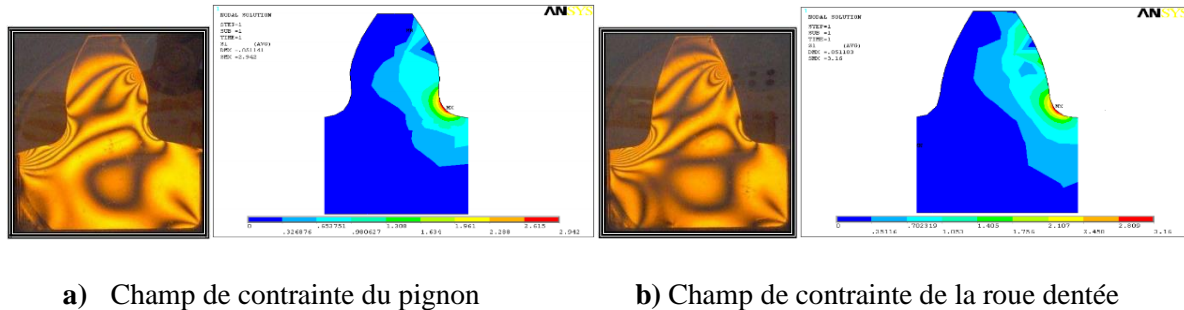 NODAL SOLUTION
STEP=1
SUB =1
TIME=1
S1 (AVG)
DMX =.051141
SMX =2.942
ANSYS
MX
0 .326876 .653751 .980627 1.308 1.634 1.961 2.288 2.615 2.942
NODAL SOLUTION
STEP=1
SUB =1
TIME=1
S1 (AVG)
DMX =.051103
SMX =3.16
ANSYS
MX
0 .35116 .702319 1.053 1.405 1.756 2.107 2.458 2.809 3.16
a) Champ de contrainte du pignon
b) Champ de contrainte de la roue dentée